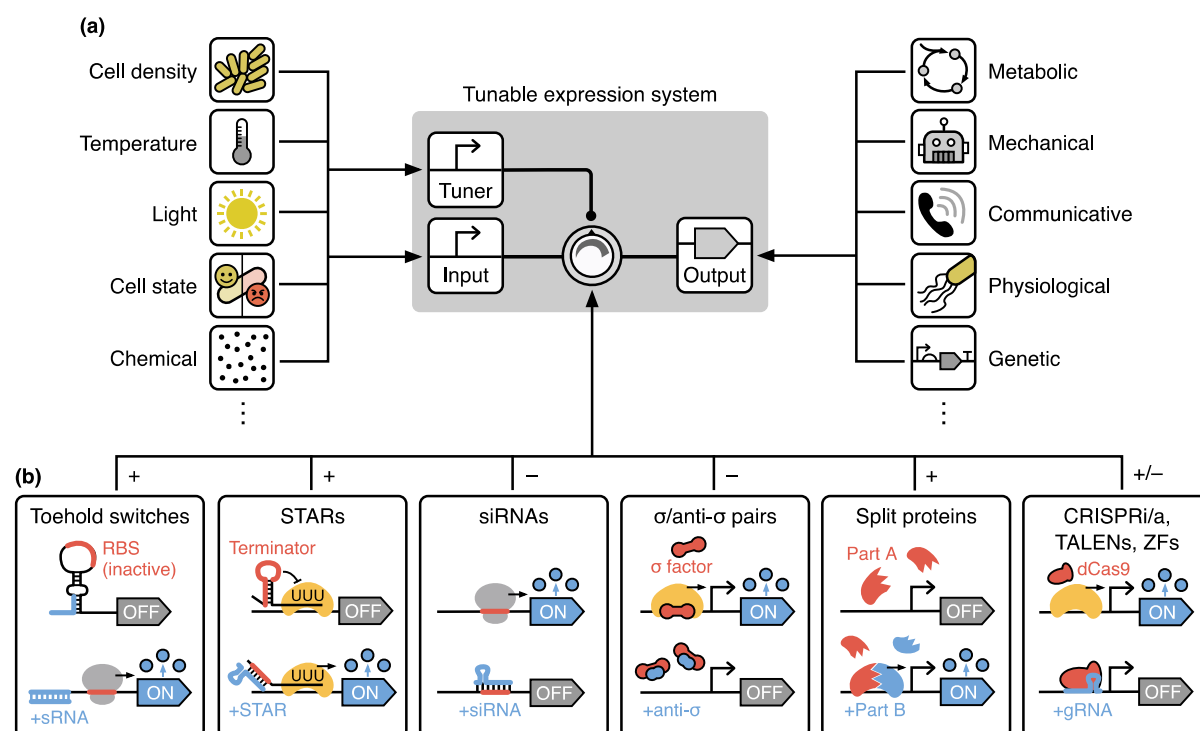 (a)
Cell density
Temperature
Light
Cell state
Chemical
Tunable expression system
Tuner
Input
Output
Metabolic
Mechanical
Communicative
Physiological
Genetic
(b)
+
+
–
–
+
+/–
Toehold switches
RBS
(inactive)
OFF
ON
+sRNA
STARs
Terminator
UUU
OFF
UUU
ON
+STAR
siRNAs
ON
OFF
+siRNA
σ/anti-σ pairs
σ factor
ON
OFF
+anti-σ
Split proteins
Part A
OFF
ON
+Part B
CRISPRi/a,
TALENs, ZFs
dCas9
ON
OFF
+gRNA